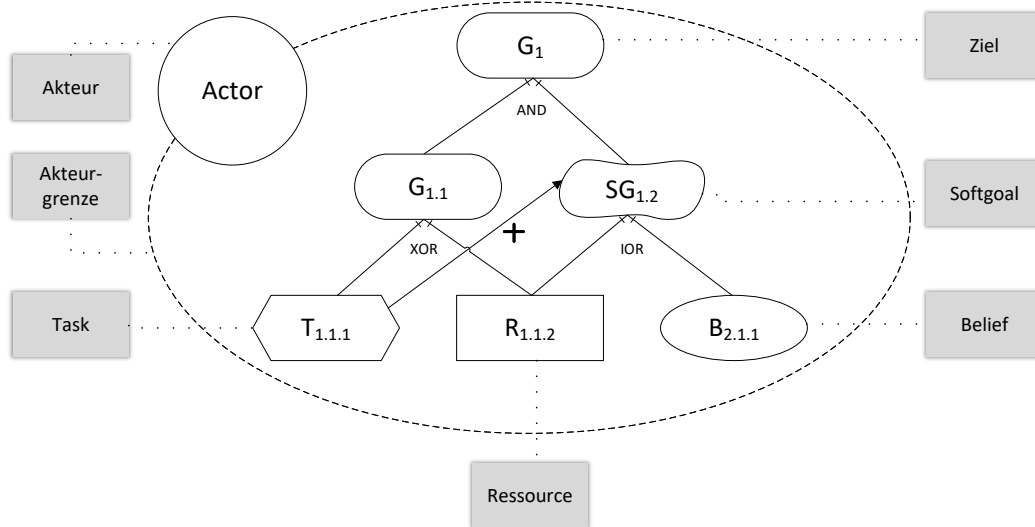 G₁
Ziel
Akteur
Actor
AND
Akteur-
grenze
G₁.₁
SG₁.₂
Softgoal
+
XOR
IOR
Task
T₁.₁.₁
R₁.₁.₂
B₂.₁.₁
Belief
Ressource